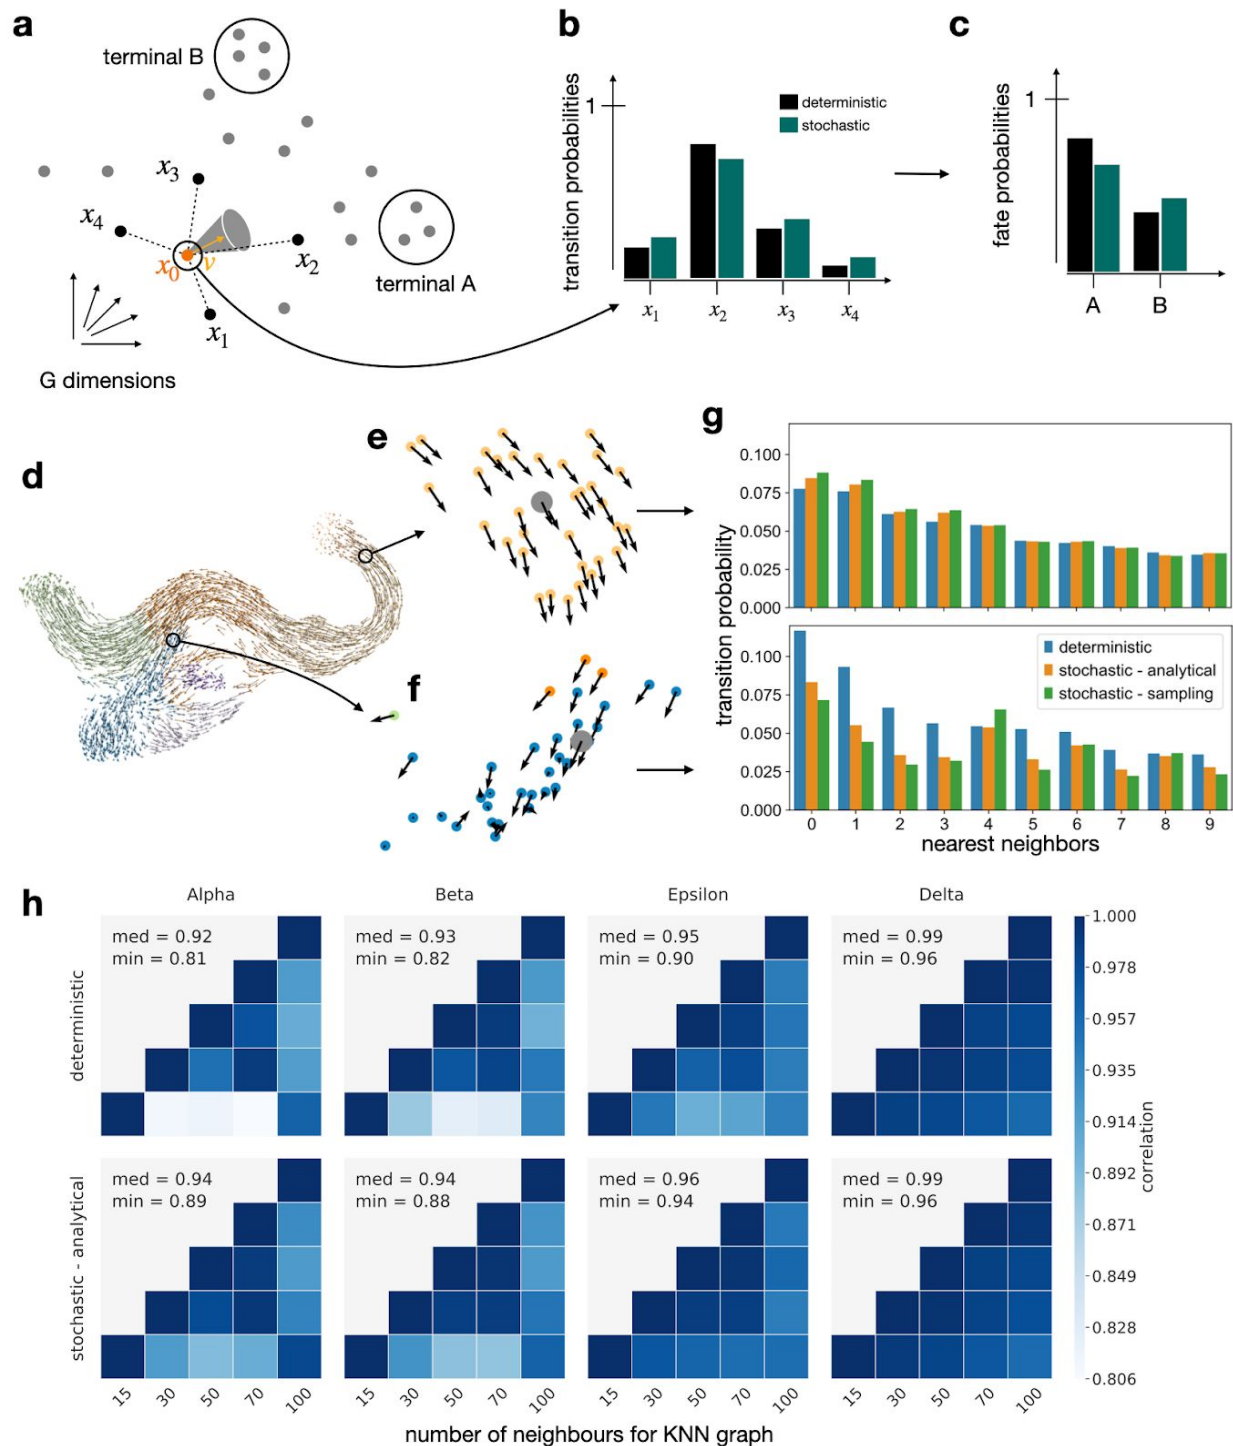 a
terminal B
x3
x4
x0
v
x2
x1
terminal A
G dimensions
b
transition probabilities
1
deterministic
stochastic
x1 x2 x3 x4
c
fate probabilities
1
A B
d
e
f
g
transition probability
0.100
0.075
0.050
0.025
0.000
0.100
0.075
0.050
0.025
0.000
deterministic
stochastic - analytical
stochastic - sampling
0 1 2 3 4 5 6 7 8 9
nearest neighbors
h
Alpha Beta Epsilon Delta
deterministic
med = 0.92
min = 0.81
med = 0.93
min = 0.82
med = 0.95
min = 0.90
med = 0.99
min = 0.96
stochastic - analytical
med = 0.94
min = 0.89
med = 0.94
min = 0.88
med = 0.96
min = 0.94
med = 0.99
min = 0.96
15 30 50 70 100
15 30 50 70 100
15 30 50 70 100
15 30 50 70 100
number of neighbours for KNN graph
1.000
0.978
0.957
0.935
0.914
0.892
0.871
0.849
0.828
0.806
correlation